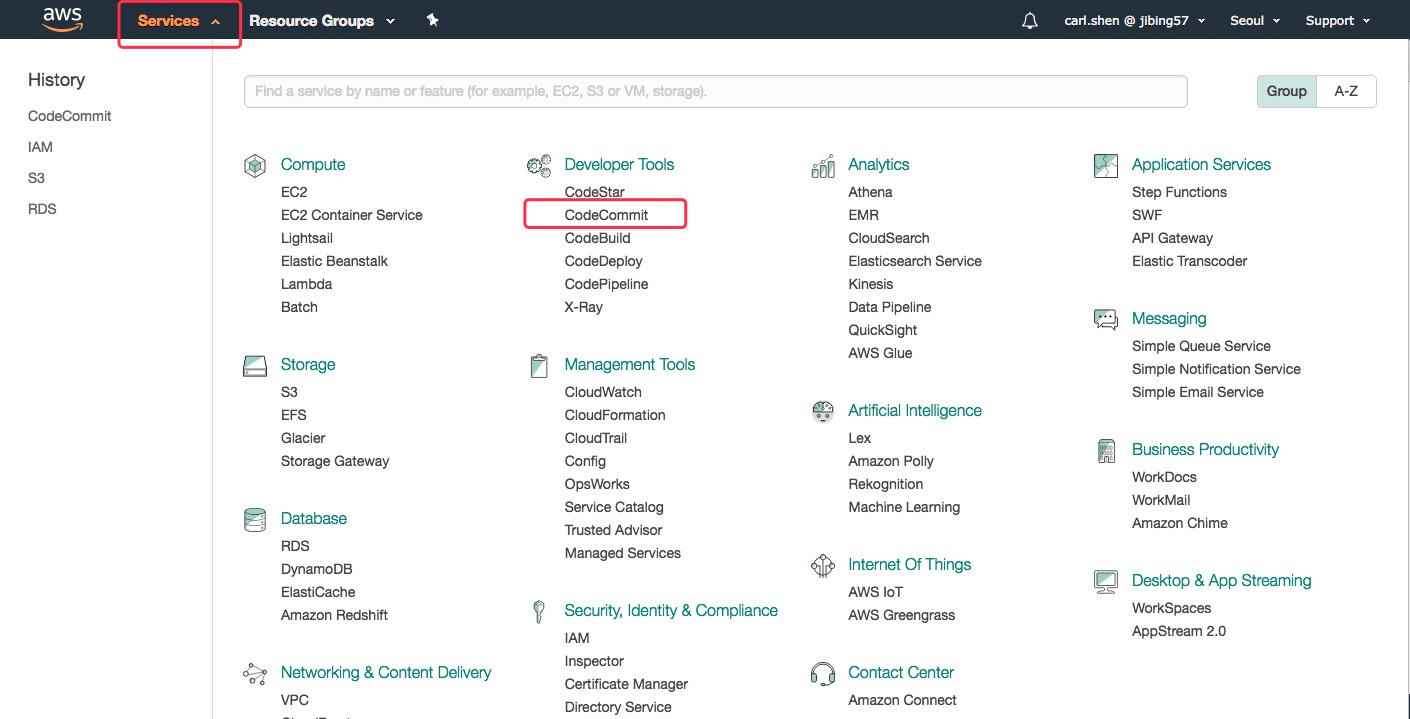 aws
Services
Resource Groups
carl.shen @ jibing57
Seoul
Support
History
CodeCommit
IAM
S3
RDS
Find a service by name or feature (for example, EC2, S3 or VM, storage).
Group
A-Z
Compute
EC2
EC2 Container Service
Lightsail
Elastic Beanstalk
Lambda
Batch
Storage
S3
EFS
Glacier
Storage Gateway
Database
RDS
DynamoDB
ElastiCache
Amazon Redshift
Networking & Content Delivery
VPC
Developer Tools
CodeStar
CodeCommit
CodeBuild
CodeDeploy
CodePipeline
X-Ray
Management Tools
CloudWatch
CloudFormation
CloudTrail
Config
OpsWorks
Service Catalog
Trusted Advisor
Managed Services
Security, Identity & Compliance
IAM
Inspector
Certificate Manager
Directory Service
Analytics
Athena
EMR
CloudSearch
Elasticsearch Service
Kinesis
Data Pipeline
QuickSight
AWS Glue
Artificial Intelligence
Lex
Amazon Polly
Rekognition
Machine Learning
Internet Of Things
AWS IoT
AWS Greengrass
Contact Center
Amazon Connect
Application Services
Step Functions
SWF
API Gateway
Elastic Transcoder
Messaging
Simple Queue Service
Simple Notification Service
Simple Email Service
Business Productivity
WorkDocs
WorkMail
Amazon Chime
Desktop & App Streaming
WorkSpaces
AppStream 2.0